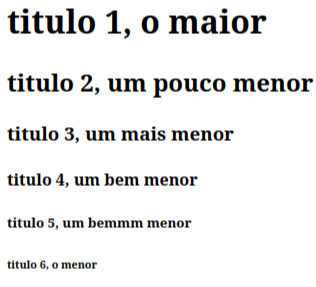 titulo 1, o maior
titulo 2, um pouco menor
titulo 3, um mais menor
titulo 4, um bem menor
titulo 5, um bemmm menor
titulo 6, o menor